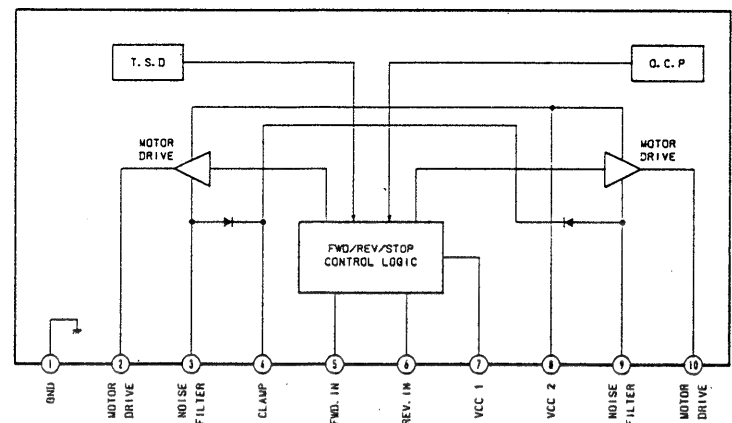 T.S.D
O.C.P
MOTOR
DRIVE
MOTOR
DRIVE
FWD/REV/STOP
CONTROL LOGIC
1
2
3
4
5
6
7
8
9
10
GND
MOTOR
DRIVE
NOISE
FILTER
CLAMP
FWD.IN
REV.IN
VCC 1
VCC 2
NOISE
FILTER
MOTOR
DRIVE